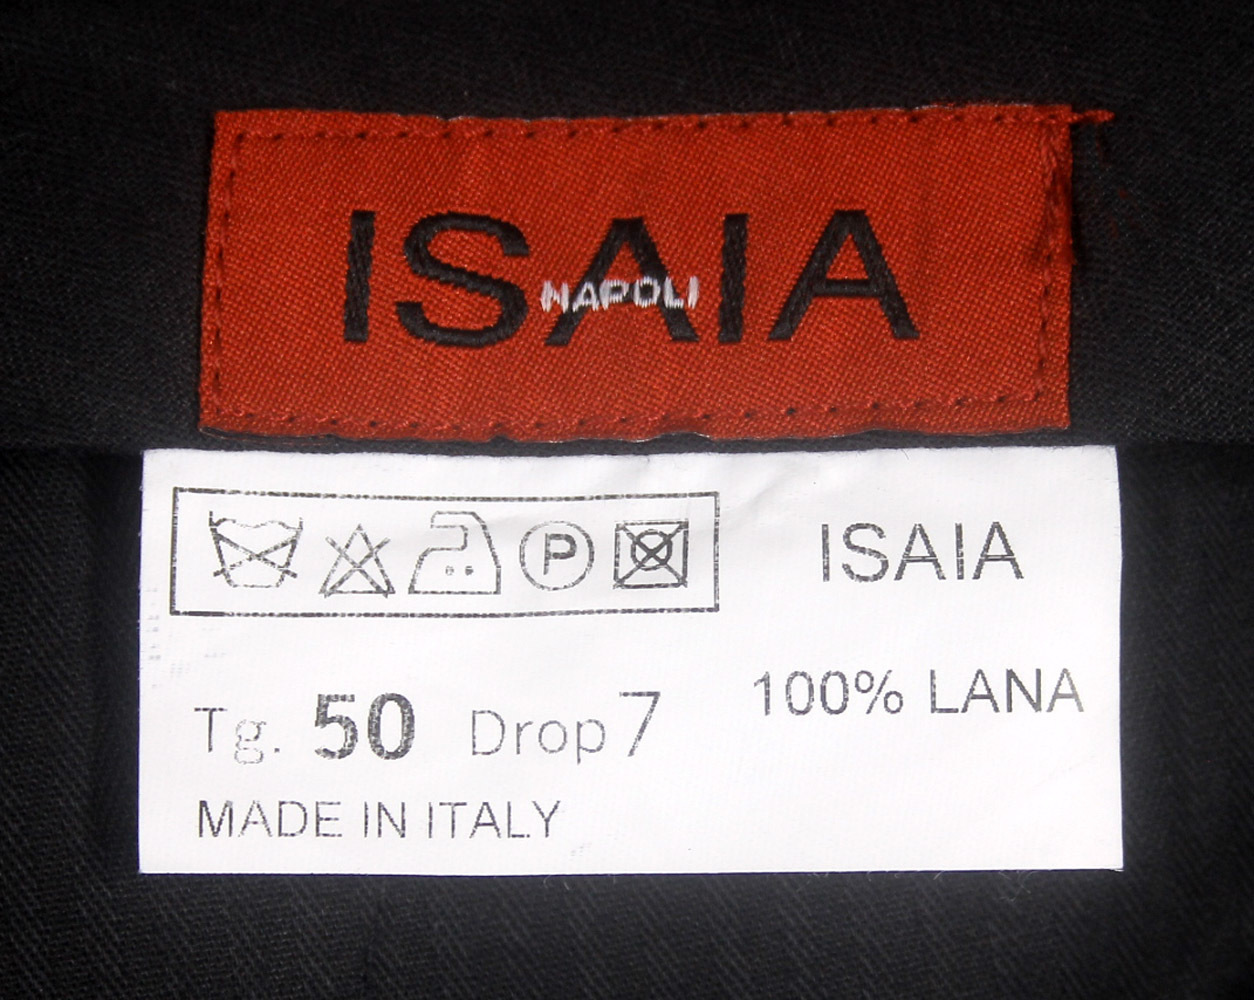 ISAIA
NAPOLI
P
ISAIA
100% LANA
Tg. 50 Drop 7
MADE IN ITALY